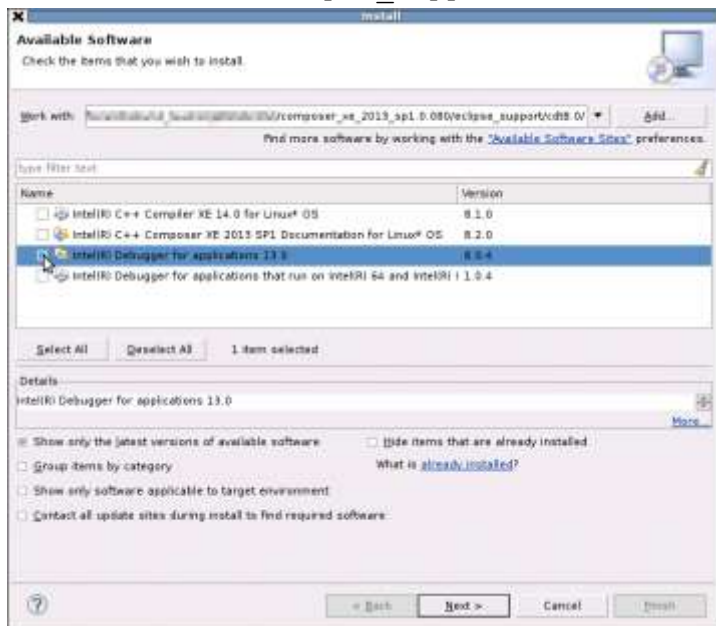 Install
Available Software
Check the items that you wish to install.
Work with: /composer_xe_2013_sp1.0.080/eclipse_support/cdt8.0/ Add...
Find more software by working with the "Available Software Sites" preferences.
type filter text
Name Version
Intel(R) C++ Compiler XE 14.0 for Linux* OS 8.1.0
Intel(R) C++ Composer XE 2013 SP1 Documentation for Linux* OS 8.2.0
Intel(R) Debugger for applications 13.0 8.0.4
Intel(R) Debugger for applications that run on Intel(R) 64 and Intel(R) 1.0.4
Select All Deselect All 1 item selected
Details
Intel(R) Debugger for applications 13.0
More...
Show only the latest versions of available software Hide items that are already installed
Group items by category What is already installed?
Show only software applicable to target environment
Contact all update sites during install to find required software
? < Back Next > Cancel Finish